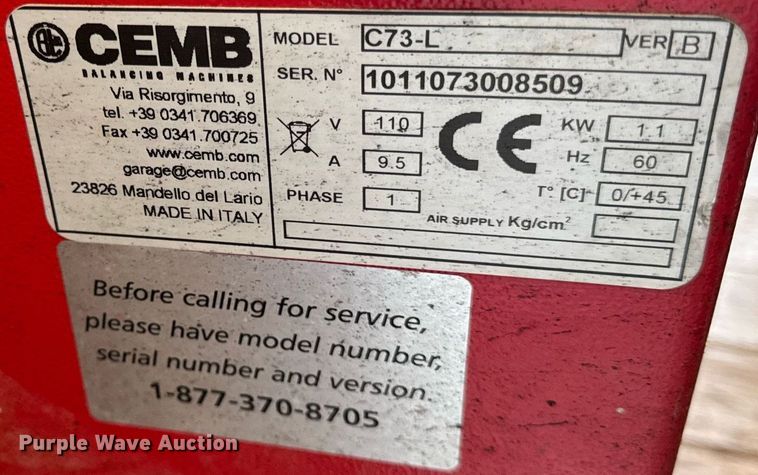 CEMB
BALANCING MACHINES
Via Risorgimento, 9
tel. +39 0341.706369
Fax +39 0341.700725
www.cemb.com
garage@cemb.com
23826 Mandello del Lario
MADE IN ITALY
MODEL C73-L VER B
SER. N° 1011073008509
V 110 CE KW 1.1
A 9.5 Hz 60
PHASE 1 T° [C] 0/+45
AIR SUPPLY Kg/cm²
Before calling for service,
please have model number,
serial number and version.
1-877-370-8705
Purple Wave Auction